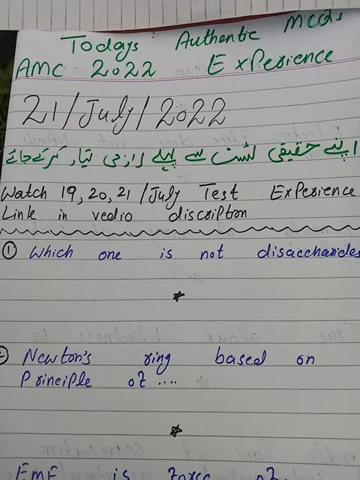 Todays Authentic Mcqs
AMC 2022 ExPerience
21/July/2022
اپنے حقیقی ٹیسٹ سے پہلے لازمی تیار کرکے جائے
Watch 19,20,21/July Test ExPerience
Link in vedio discription
① Which one is not disaccharides
Newton's ring based on
Principle of ....
EMF is force of